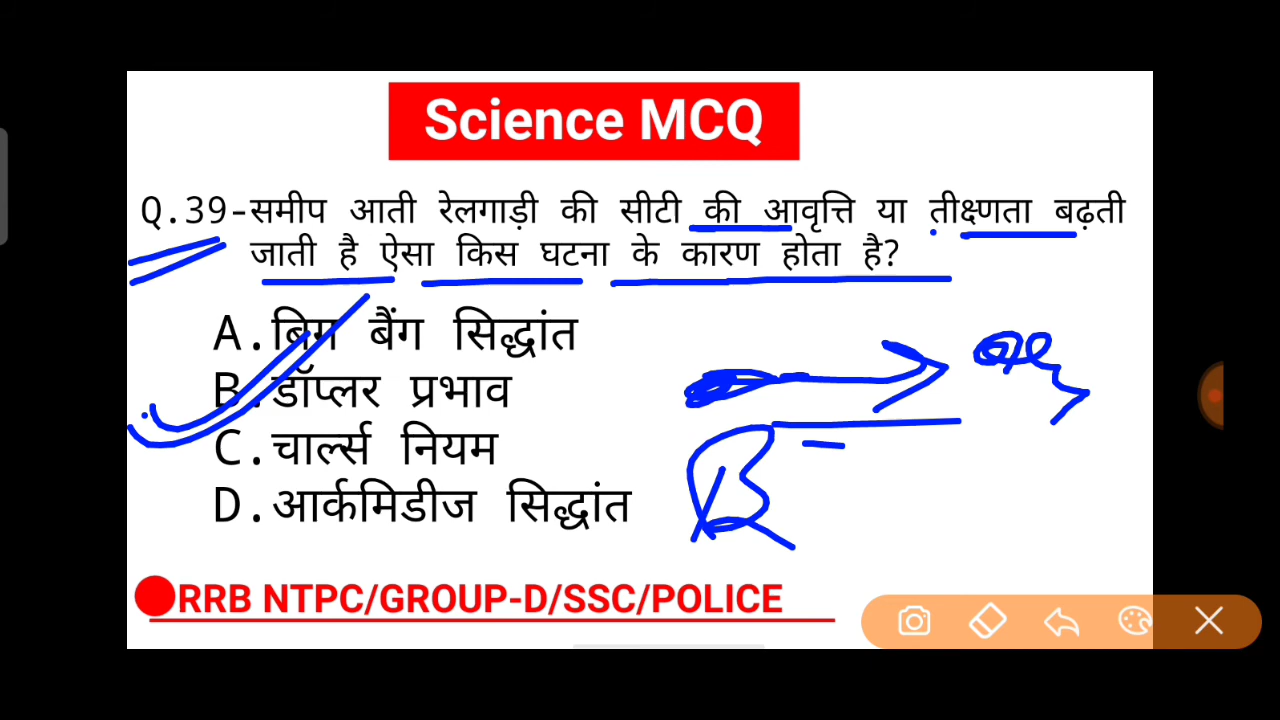 Science MCQ
Q.39-समीप आती रेलगाड़ी की सीटी की आवृत्ति या तीक्ष्णता बढ़ती
जाती है ऐसा किस घटना के कारण होता है?
A.बिग बैंग सिद्धांत
B.डॉप्लर प्रभाव
C.चार्ल्स नियम
D.आर्कमिडीज सिद्धांत
RRB NTPC/GROUP-D/SSC/POLICE